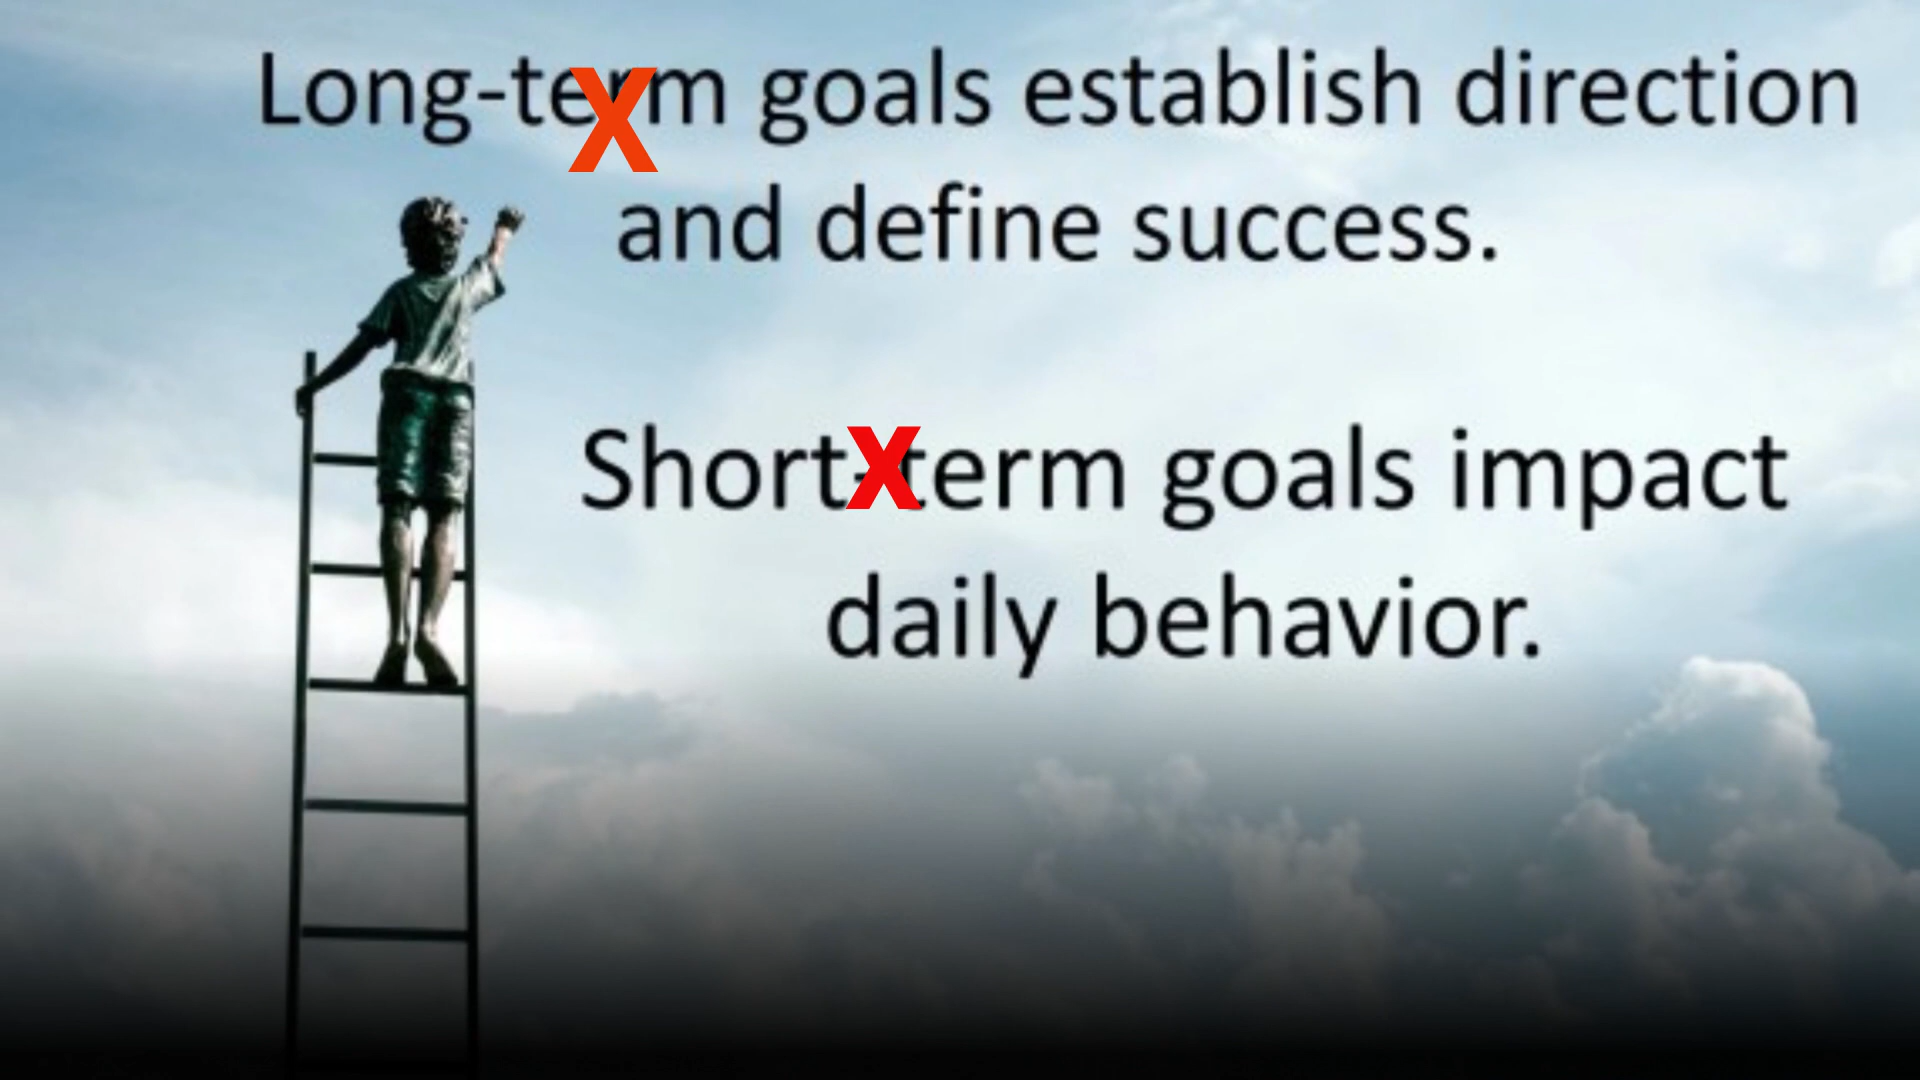 Long-term goals establish direction
X
and define success.
Short-term goals impact
X
daily behavior.